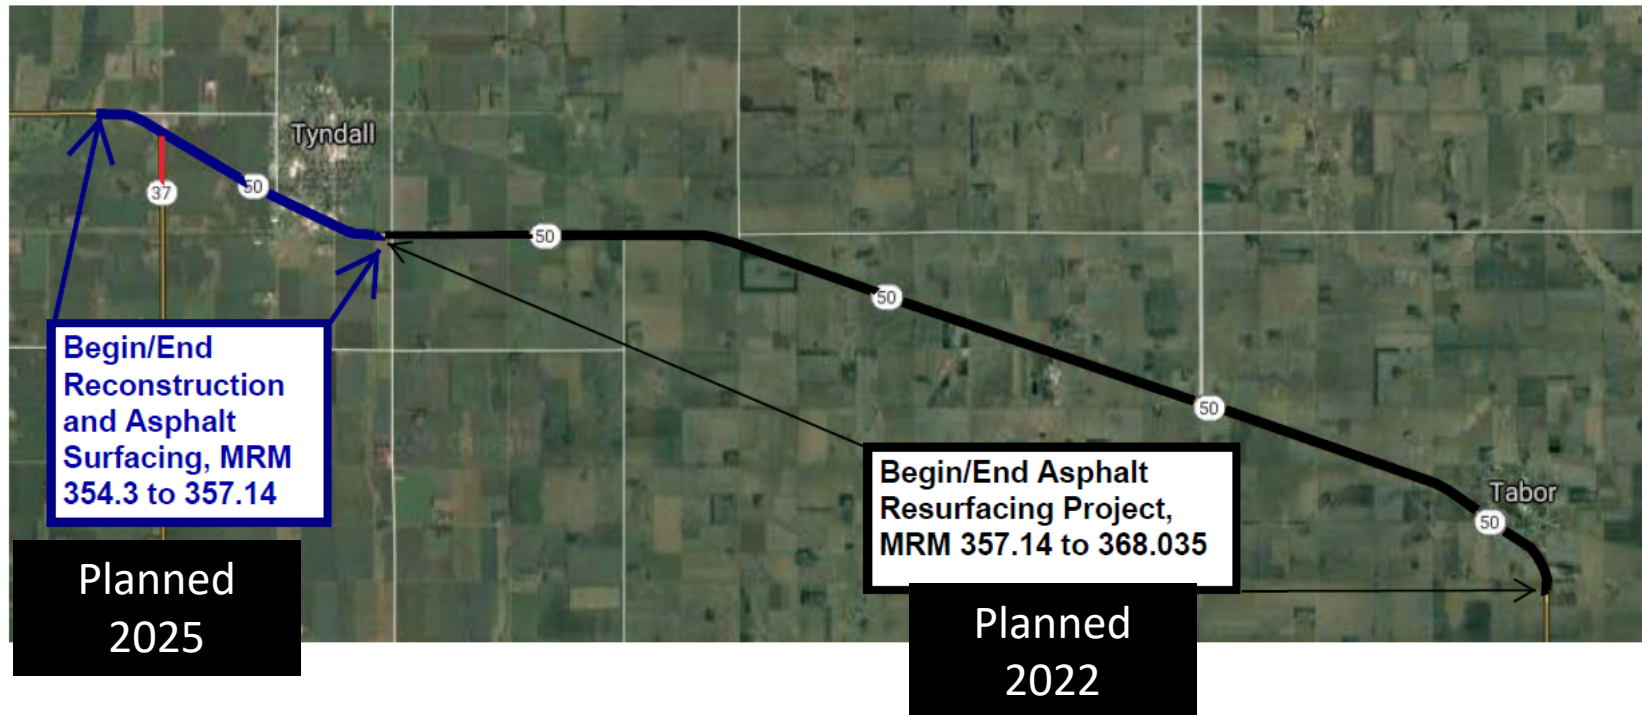 Tyndall
37
50
50
50
50
Tabor
50
Begin/End
Reconstruction
and Asphalt
Surfacing, MRM
354.3 to 357.14
Begin/End Asphalt
Resurfacing Project,
MRM 357.14 to 368.035
Planned
2025
Planned
2022